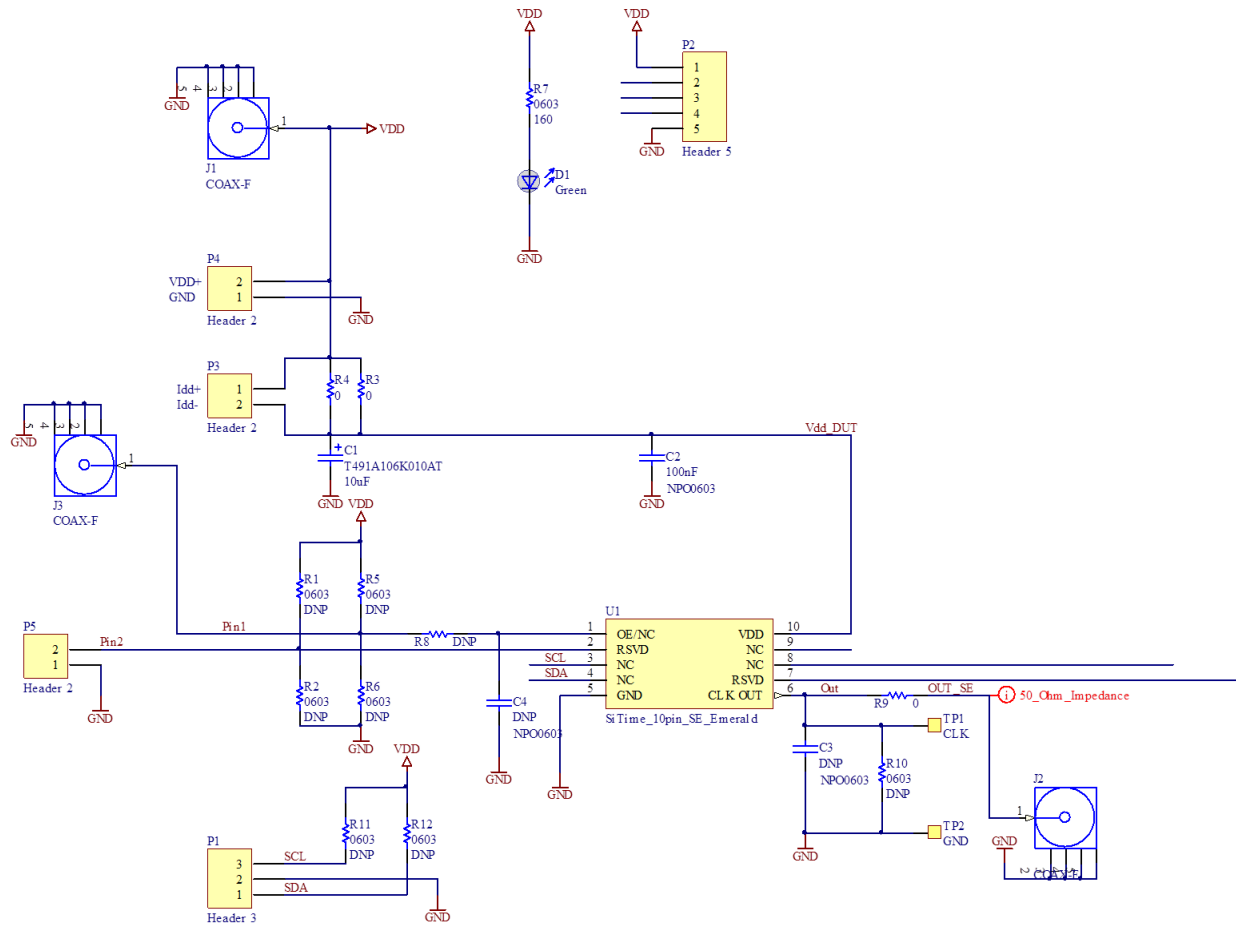 VDD
VDD
P2
1
2
3
4
5
GND
Header 5
R7
0603
160
D1
Green
GND
5
4
3
2
GND
1
VDD
J1
COAX-F
P4
VDD+
GND
2
1
Header 2
GND
P3
Idd+
Idd-
1
2
Header 2
R4
0
R3
0
Vdd_DUT
C1
T491A106K010AT
10uF
GND
C2
100nF
NPO0603
GND
5
4
3
2
GND
1
J3
COAX-F
VDD
R1
0603
DNP
R5
0603
DNP
Pin1
R8
DNP
P5
2
1
Header 2
Pin2
GND
R2
0603
DNP
R6
0603
DNP
GND
C4
DNP
NPO0603
GND
U1
1
2
3
4
5
OE/NC
RSVD
NC
NC
GND
VDD
NC
NC
RSVD
CLK OUT
10
9
8
7
6
SCL
SDA
SiTime_10pin_SE_Emerald
GND
Out
R9
0
OUT_SE
i
50_Ohm_Impedance
TP1
CLK
C3
DNP
NPO0603
R10
0603
DNP
TP2
GND
GND
J2
1
GND
2
3
4
5
COAX-F
VDD
R11
0603
DNP
R12
0603
DNP
P1
3
2
1
SCL
SDA
Header 3
GND